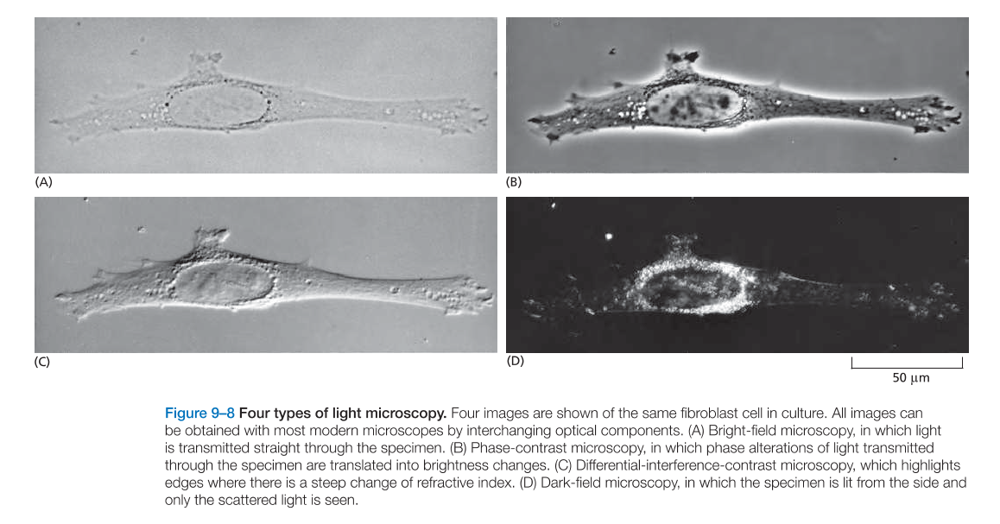 (A)
(B)
(C)
(D)
50 μm
Figure 9–8 Four types of light microscopy. Four images are shown of the same fibroblast cell in culture. All images can
be obtained with most modern microscopes by interchanging optical components. (A) Bright-field microscopy, in which light
is transmitted straight through the specimen. (B) Phase-contrast microscopy, in which phase alterations of light transmitted
through the specimen are translated into brightness changes. (C) Differential-interference-contrast microscopy, which highlights
edges where there is a steep change of refractive index. (D) Dark-field microscopy, in which the specimen is lit from the side and
only the scattered light is seen.